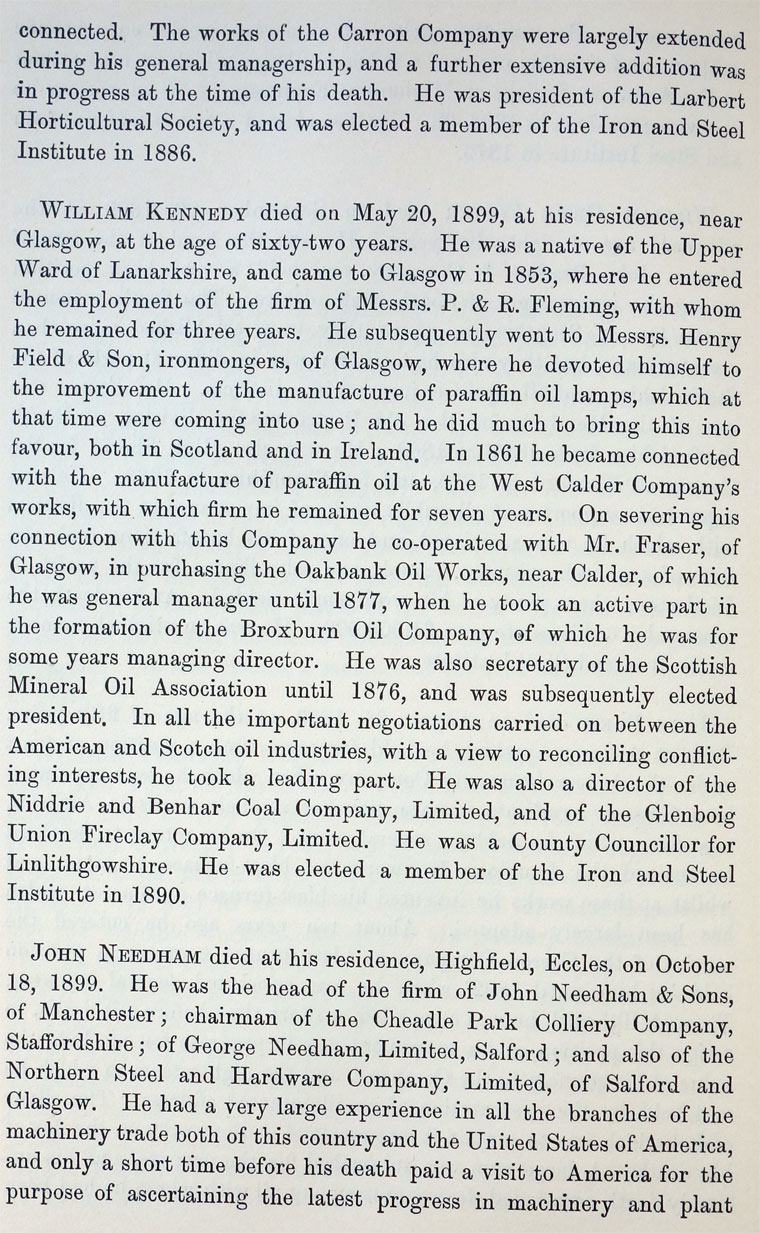 connected. The works of the Carron Company were largely extended
during his general managership, and a further extensive addition was
in progress at the time of his death. He was president of the Larbert
Horticultural Society, and was elected a member of the Iron and Steel
Institute in 1886.
WILLIAM KENNEDY died on May 20, 1899, at his residence, near
Glasgow, at the age of sixty-two years. He was a native of the Upper
Ward of Lanarkshire, and came to Glasgow in 1853, where he entered
the employment of the firm of Messrs. P. & R. Fleming, with whom
he remained for three years. He subsequently went to Messrs. Henry
Field & Son, ironmongers, of Glasgow, where he devoted himself to
the improvement of the manufacture of paraffin oil lamps, which at
that time were coming into use; and he did much to bring this into
favour, both in Scotland and in Ireland. In 1861 he became connected
with the manufacture of paraffin oil at the West Calder Company's
works, with which firm he remained for seven years. On severing his
connection with this Company he co-operated with Mr. Fraser, of
Glasgow, in purchasing the Oakbank Oil Works, near Calder, of which
he was general manager until 1877, when he took an active part in
the formation of the Broxburn Oil Company, of which he was for
some years managing director. He was also secretary of the Scottish
Mineral Oil Association until 1876, and was subsequently elected
president. In all the important negotiations carried on between the
American and Scotch oil industries, with a view to reconciling conflict-
ing interests, he took a leading part. He was also a director of the
Niddrie and Benhar Coal Company, Limited, and of the Glenboig
Union Fireclay Company, Limited. He was a County Councillor for
Linlithgowshire. He was elected a member of the Iron and Steel
Institute in 1890.
JOHN NEEDHAM died at his residence, Highfield, Eccles, on October
18, 1899. He was the head of the firm of John Needham & Sons,
of Manchester; chairman of the Cheadle Park Colliery Company,
Staffordshire; of George Needham, Limited, Salford; and also of the
Northern Steel and Hardware Company, Limited, of Salford and
Glasgow. He had a very large experience in all the branches of the
machinery trade both of this country and the United States of America,
and only a short time before his death paid a visit to America for the
purpose of ascertaining the latest progress in machinery and plant